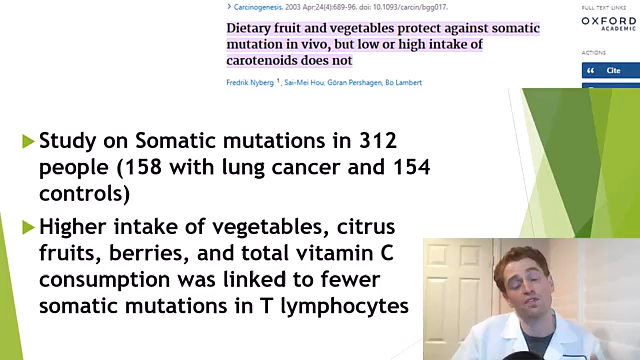 Carcinogenesis. 2003 Apr;24(4):689-96. doi: 10.1093/carcin/bgg017.
Dietary fruit and vegetables protect against somatic
mutation in vivo, but low or high intake of
carotenoids does not
Fredrik Nyberg 1, Sai-Mei Hou, Göran Pershagen, Bo Lambert
FULL TEXT LINKS
OXFORD
ACADEMIC
ACTIONS
Cite
Study on Somatic mutations in 312
people (158 with lung cancer and 154
controls)
Higher intake of vegetables, citrus
fruits, berries, and total vitamin C
consumption was linked to fewer
somatic mutations in T lymphocytes